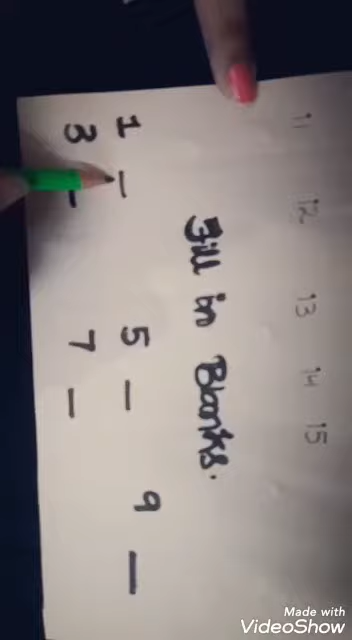 11 12 13 14 15
Fill in Blanks.
1 _ 5 _ 9 _
3 _ 7 _
Made with
VideoShow